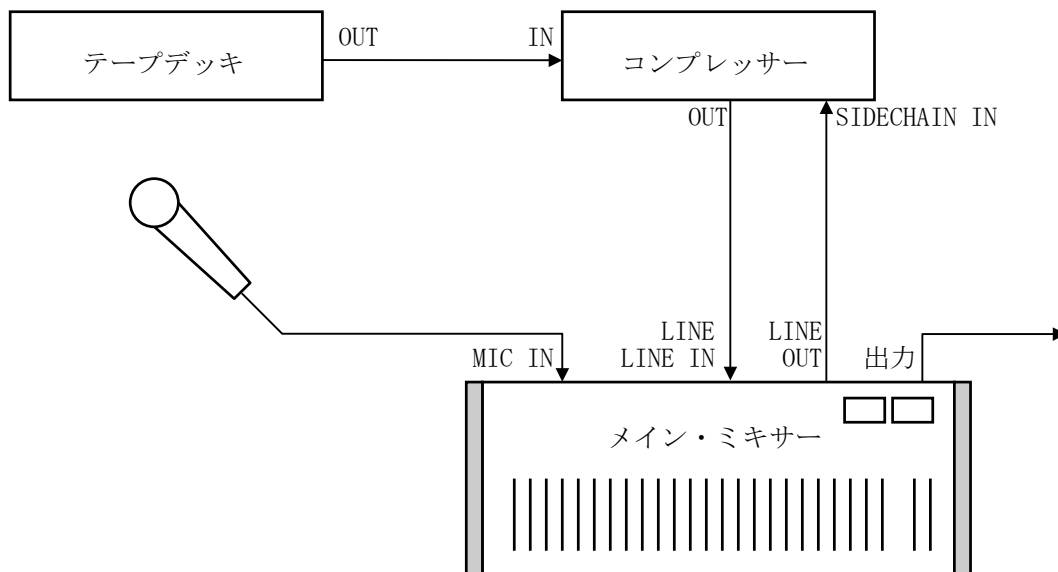 テープデッキ
OUT
IN
コンプレッサー
OUT
SIDECHAIN IN
MIC IN
LINE
LINE IN
LINE
OUT
出力
メイン・ミキサー